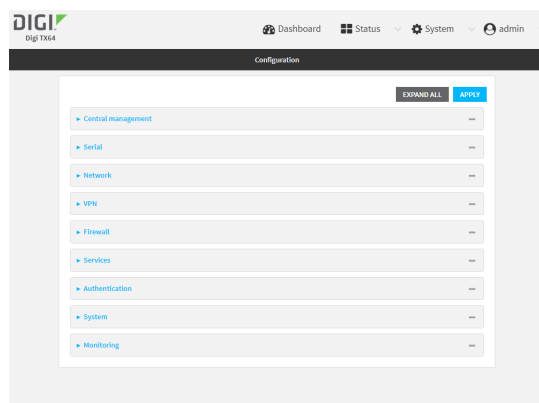 DIGI
Digi TX64
Dashboard Status System admin
Configuration
EXPAND ALL APPLY
Central management
Serial
Network
VPN
Firewall
Services
Authentication
System
Monitoring